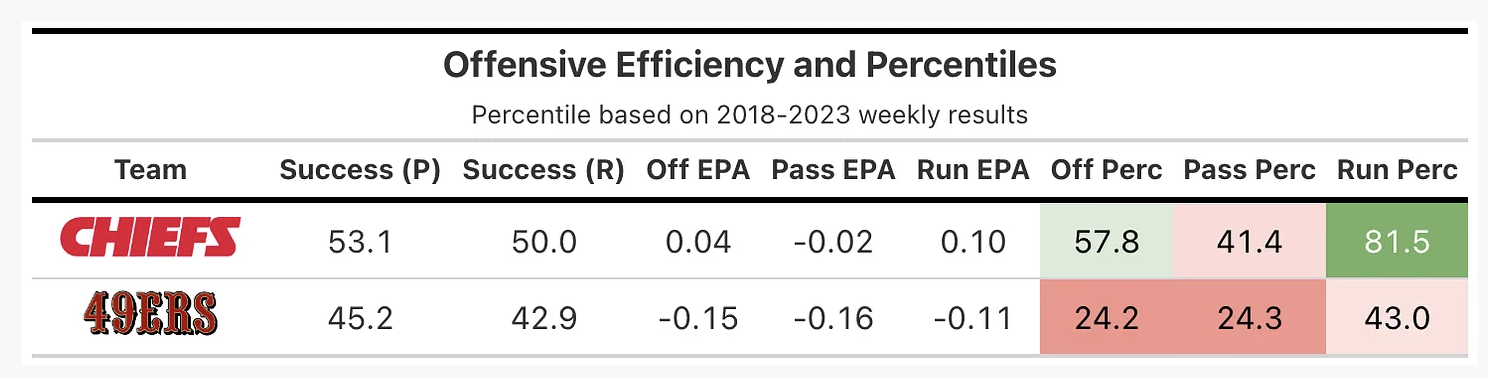 Offensive Efficiency and Percentiles
Percentile based on 2018-2023 weekly results
Team Success (P) Success (R) Off EPA Pass EPA Run EPA Off Perc Pass Perc Run Perc
CHIEFS 53.1 50.0 0.04 -0.02 0.10 57.8 41.4 81.5
49ERS 45.2 42.9 -0.15 -0.16 -0.11 24.2 24.3 43.0